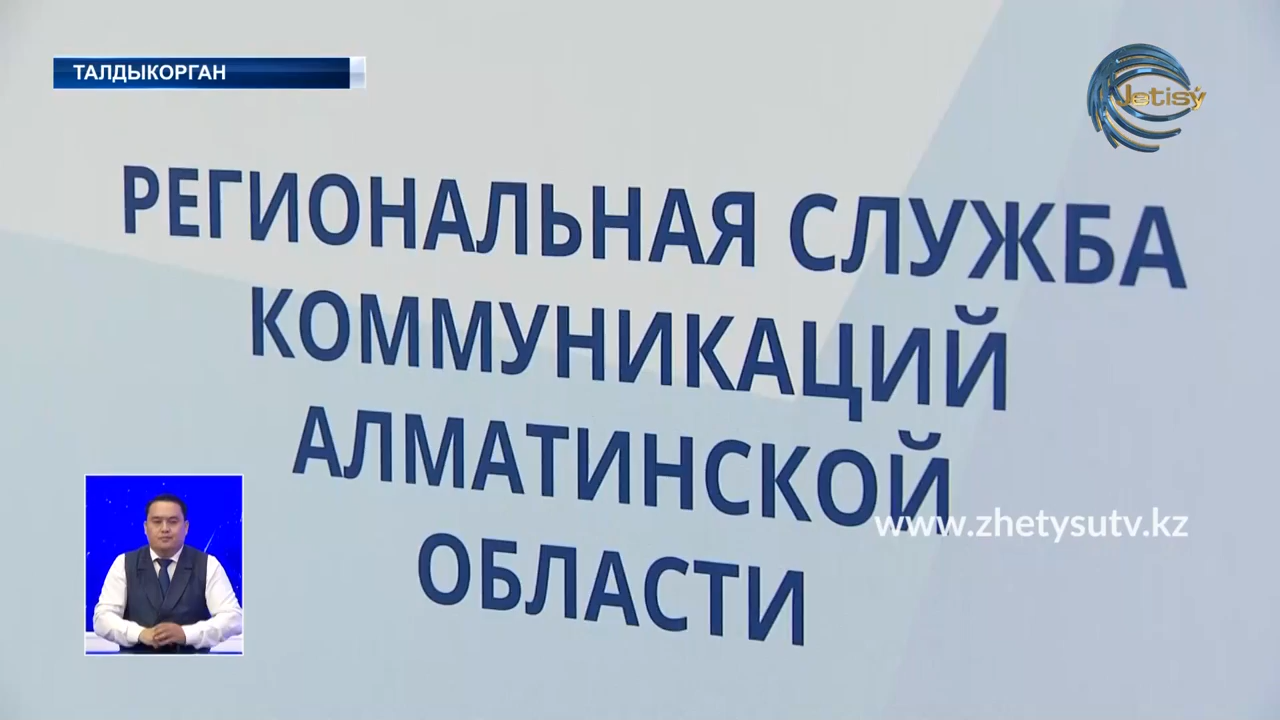 ТАЛДЫКОРГАН
Jetisý
РЕГИОНАЛЬНАЯ СЛУЖБА
КОММУНИКАЦИЙ
АЛМАТИНСКОЙ
ОБЛАСТИ
www.zhetysutv.kz